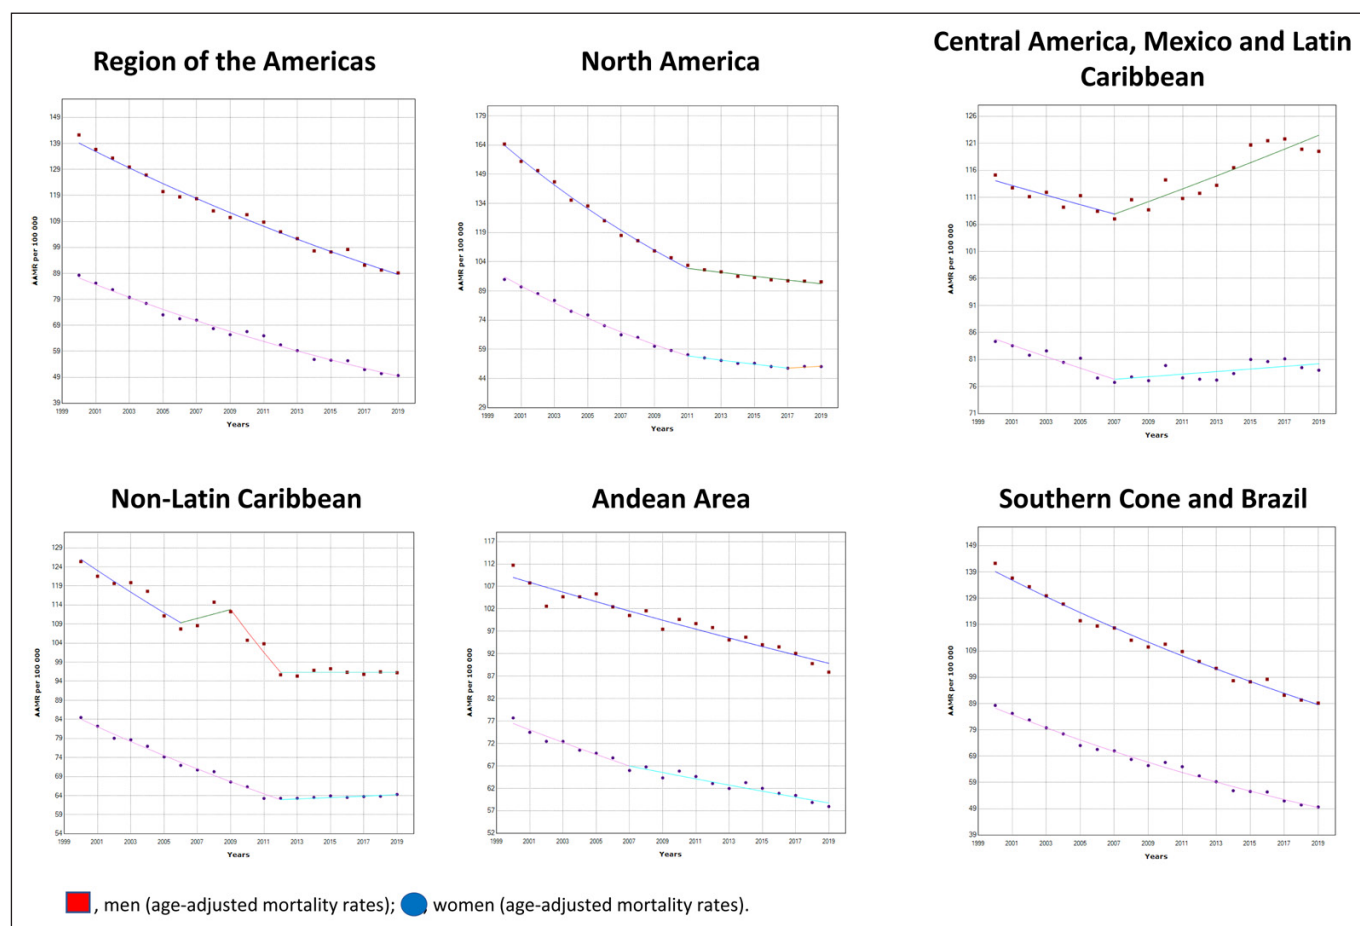 Region of the Americas
149
139
129
119
109
99
89
79
69
59
49
39
AAMR per 100 000
1999 2001 2003 2005 2007 2009 2011 2013 2015 2017 2019
Years
North America
179
164
149
134
119
104
89
74
59
44
29
AAMR per 100 000
1999 2001 2003 2005 2007 2009 2011 2013 2015 2017 2019
Years
Central America, Mexico and Latin
Caribbean
126
121
116
111
106
101
96
91
86
81
76
71
AAMR per 100 000
1999 2001 2003 2005 2007 2009 2011 2013 2015 2017 2019
Years
Non-Latin Caribbean
129
124
119
114
109
104
99
94
89
84
79
74
69
64
59
54
AAMR per 100 000
1999 2001 2003 2005 2007 2009 2011 2013 2015 2017 2019
Years
Andean Area
117
112
107
102
97
92
87
82
77
72
67
62
57
52
AAMR per 100 000
1999 2001 2003 2005 2007 2009 2011 2013 2015 2017 2019
Years
Southern Cone and Brazil
149
139
129
119
109
99
89
79
69
59
49
39
AAMR per 100 000
1999 2001 2003 2005 2007 2009 2011 2013 2015 2017 2019
Years
, men (age-adjusted mortality rates); , women (age-adjusted mortality rates).